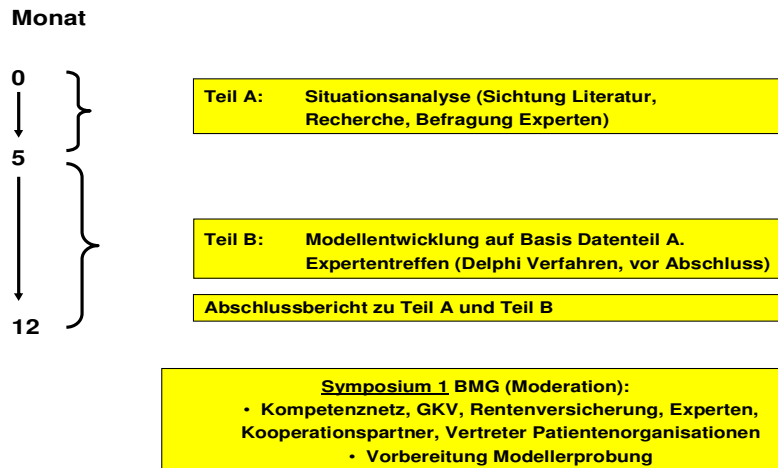 Monat
0
Teil A: Situationsanalyse (Sichtung Literatur,
Recherche, Befragung Experten)
5
Teil B: Modellentwicklung auf Basis Datenteil A.
Expertentreffen (Delphi Verfahren, vor Abschluss)
Abschlussbericht zu Teil A und Teil B
12
Symposium 1 BMG (Moderation):
• Kompetenznetz, GKV, Rentenversicherung, Experten,
Kooperationspartner, Vertreter Patientenorganisationen
• Vorbereitung Modellerprobung